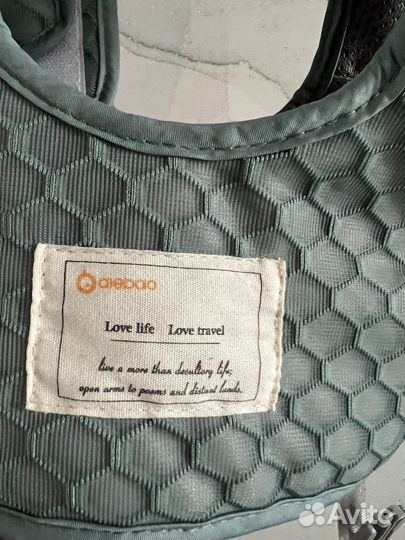 aiebao
Love life Love travel
live a more than desultory life;
open arms to poems and distant lands.
Avito